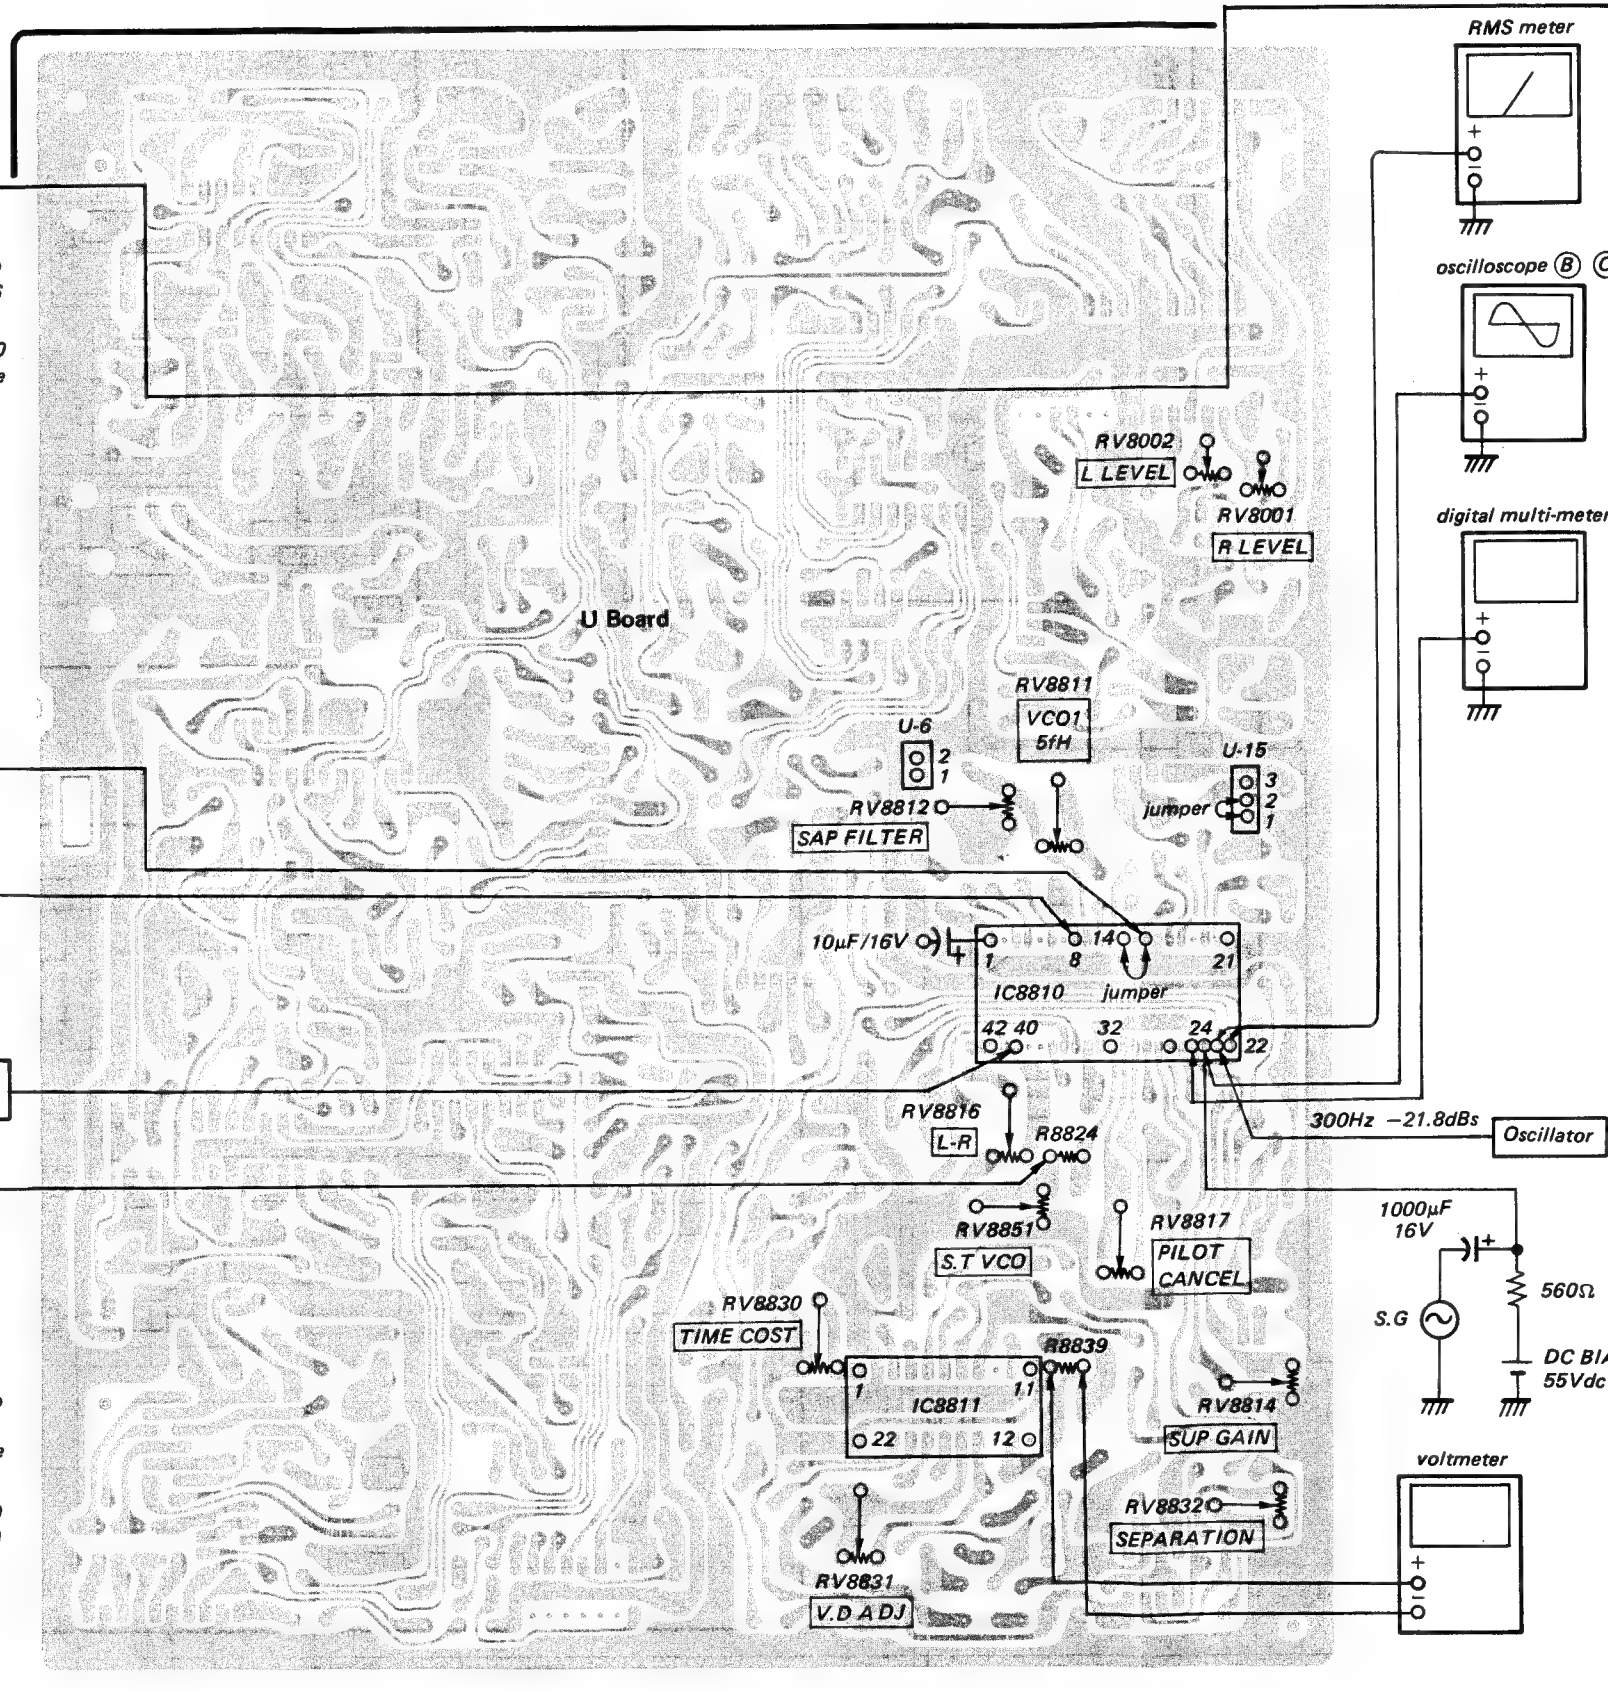 RMS meter
+
−
oscilloscope Ⓑ
+
−
RV8002
L LEVEL
RV8001
R LEVEL
digital multi-meter
+
−
U Board
RV8811
VCO1
5fH
U-6
2
1
U-15
3
2
1
jumper
RV8812
SAP FILTER
10μF/16V
+
1
8
14
21
IC8810
jumper
42 40
32
24
22
RV8816
L-R
R8824
300Hz −21.8dBs
Oscillator
RV8851
S.T VCO
RV8817
PILOT
CANCEL
1000μF
16V
+
560Ω
S.G
DC BIA
55Vdc
RV8830
TIME COST
R8839
1
11
IC8811
22
12
RV8814
SUP GAIN
voltmeter
+
−
RV8832
SEPARATION
RV8831
V.D ADJ